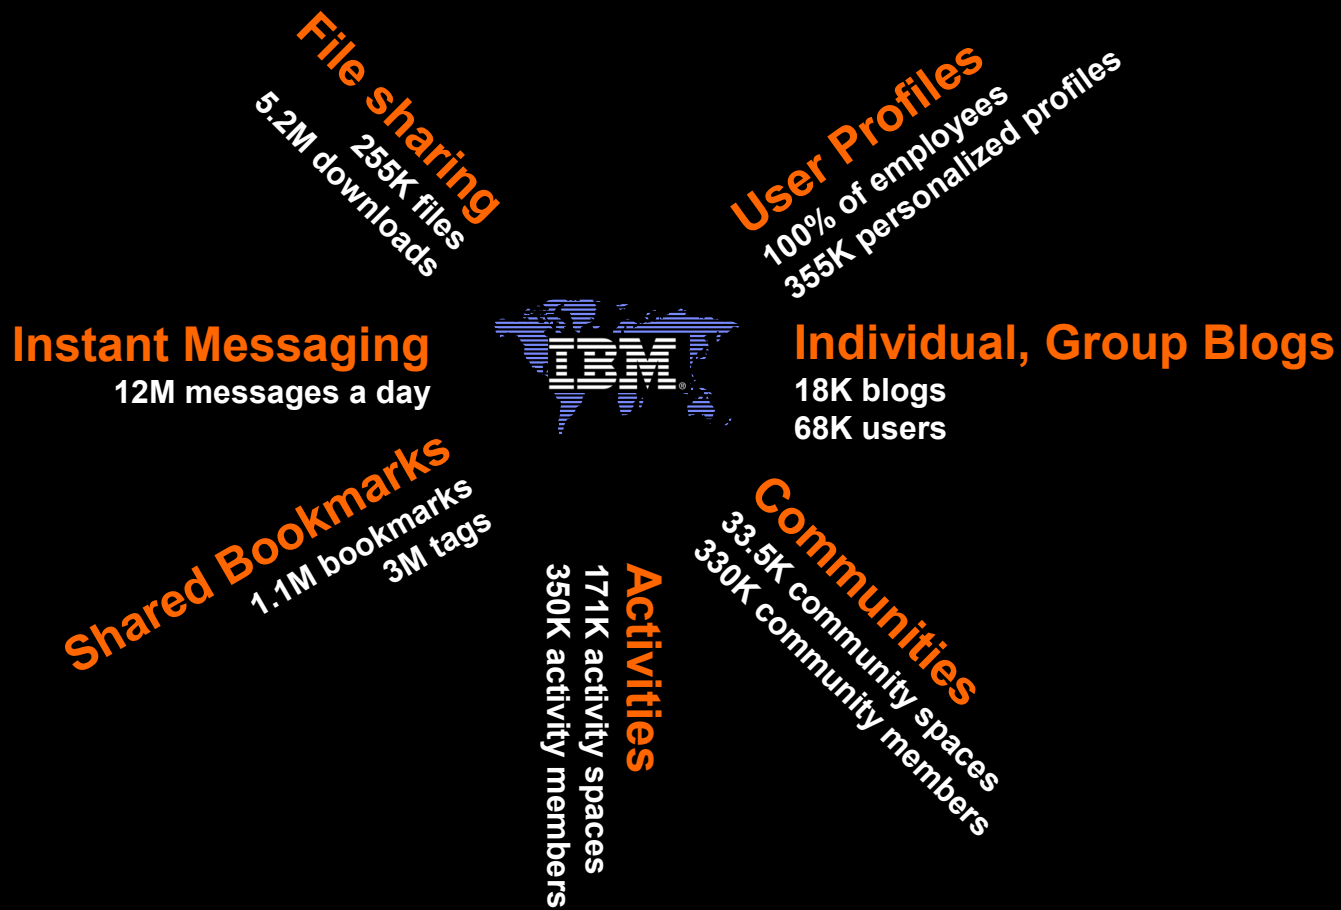 File sharing
255K files
5.2M downloads
User Profiles
100% of employees
355K personalized profiles
Instant Messaging
12M messages a day
IBM®
Individual, Group Blogs
18K blogs
68K users
Shared Bookmarks
1.1M bookmarks
3M tags
Activities
171K activity spaces
350K activity members
Communities
33.5K community spaces
330K community members